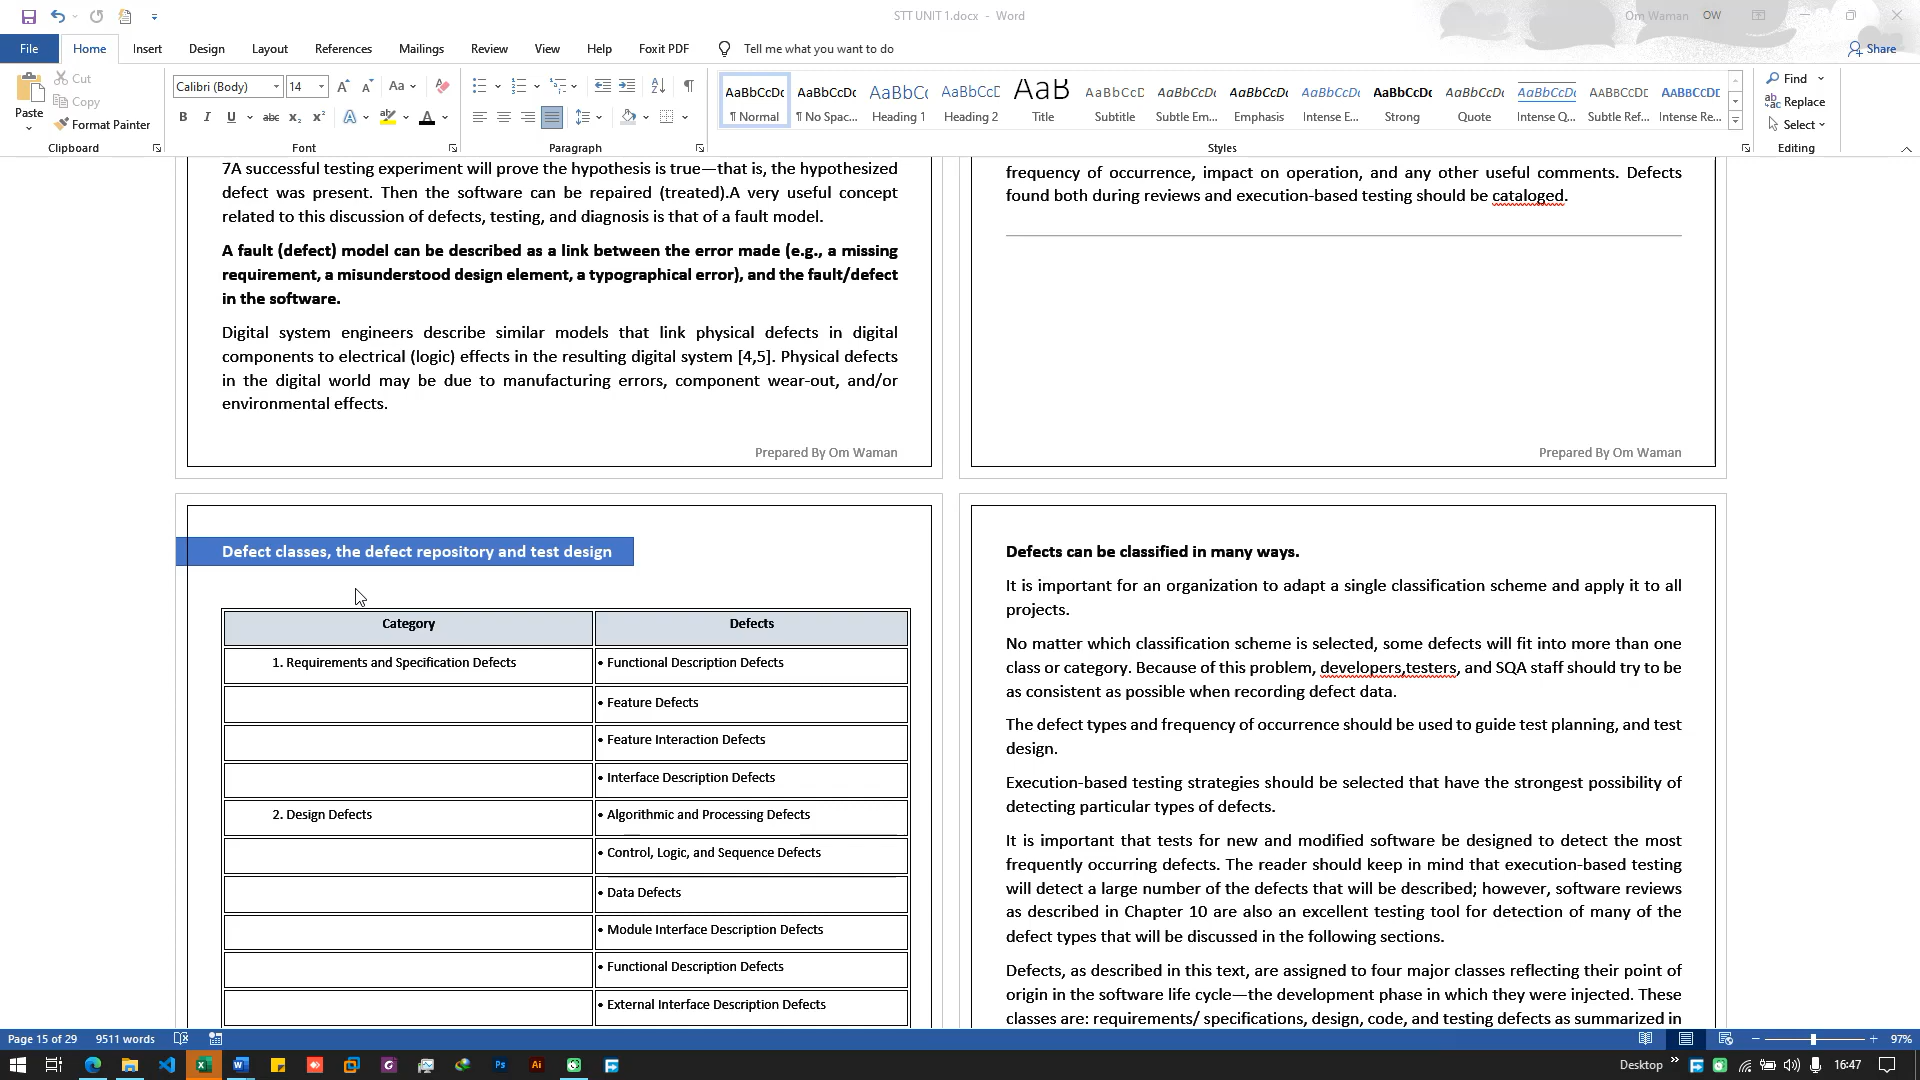 STT UNIT 1.docx - Word
Om Waman OW
File Home Insert Design Layout References Mailings Review View Help Foxit PDF Tell me what you want to do Share
Paste
Cut
Copy
Format Painter
Clipboard
Calibri (Body) 14
Font
Paragraph
AaBbCcDc AaBbCcDc AaBbC AaBbCcD AaB AaBbCcD AaBbCcDc AaBbCcDc AaBbCcDc AaBbCcDc AaBbCcDc AaBbCcDc AABBCCDE AABBCCDE
¶ Normal ¶ No Spac... Heading 1 Heading 2 Title Subtitle Subtle Em... Emphasis Intense E... Strong Quote Intense Q... Subtle Ref... Intense Re...
Styles
Find
Replace
Select
Editing
7A successful testing experiment will prove the hypothesis is true—that is, the hypothesized
defect was present. Then the software can be repaired (treated).A very useful concept
related to this discussion of defects, testing, and diagnosis is that of a fault model.
A fault (defect) model can be described as a link between the error made (e.g., a missing
requirement, a misunderstood design element, a typographical error), and the fault/defect
in the software.
Digital system engineers describe similar models that link physical defects in digital
components to electrical (logic) effects in the resulting digital system [4,5]. Physical defects
in the digital world may be due to manufacturing errors, component wear-out, and/or
environmental effects.
Prepared By Om Waman
frequency of occurrence, impact on operation, and any other useful comments. Defects
found both during reviews and execution-based testing should be cataloged.
Prepared By Om Waman
Defect classes, the defect repository and test design
Category Defects
1. Requirements and Specification Defects • Functional Description Defects
• Feature Defects
• Feature Interaction Defects
• Interface Description Defects
2. Design Defects • Algorithmic and Processing Defects
• Control, Logic, and Sequence Defects
• Data Defects
• Module Interface Description Defects
• Functional Description Defects
• External Interface Description Defects
Defects can be classified in many ways.
It is important for an organization to adapt a single classification scheme and apply it to all
projects.
No matter which classification scheme is selected, some defects will fit into more than one
class or category. Because of this problem, developers,testers, and SQA staff should try to be
as consistent as possible when recording defect data.
The defect types and frequency of occurrence should be used to guide test planning, and test
design.
Execution-based testing strategies should be selected that have the strongest possibility of
detecting particular types of defects.
It is important that tests for new and modified software be designed to detect the most
frequently occurring defects. The reader should keep in mind that execution-based testing
will detect a large number of the defects that will be described; however, software reviews
as described in Chapter 10 are also an excellent testing tool for detection of many of the
defect types that will be discussed in the following sections.
Defects, as described in this text, are assigned to four major classes reflecting their point of
origin in the software life cycle—the development phase in which they were injected. These
classes are: requirements/ specifications, design, code, and testing defects as summarized in
Page 15 of 29 9511 words 97%
Desktop 16:47